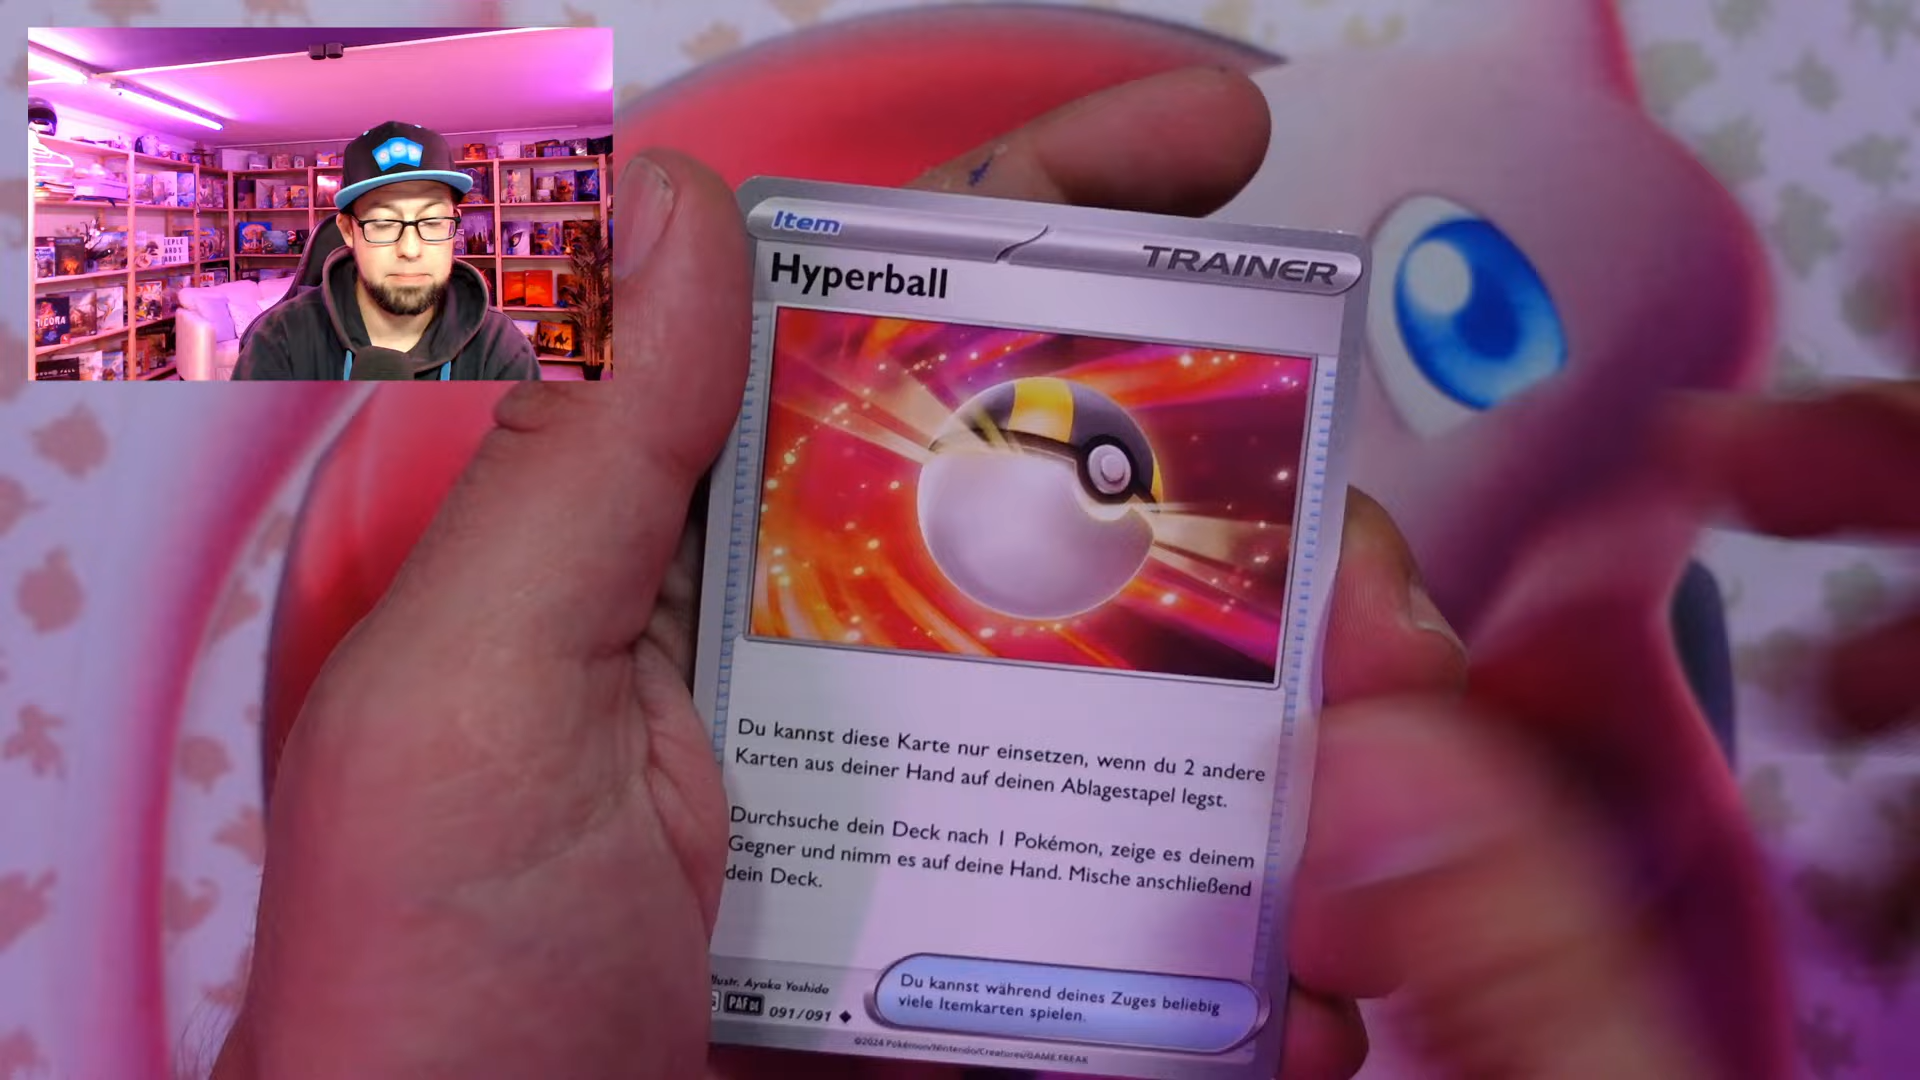 Item
TRAINER
Hyperball
Du kannst diese Karte nur einsetzen, wenn du 2 andere
Karten aus deiner Hand auf deinen Ablagestapel legst.
Durchsuche dein Deck nach 1 Pokémon, zeige es deinem
Gegner und nimm es auf deine Hand. Mische anschließend
dein Deck.
Illustr. Ayaka Yoshida
PAF DE 091/091
Du kannst während deines Zuges beliebig
viele Itemkarten spielen.
©2024 Pokémon/Nintendo/Creatures/GAME FREAK